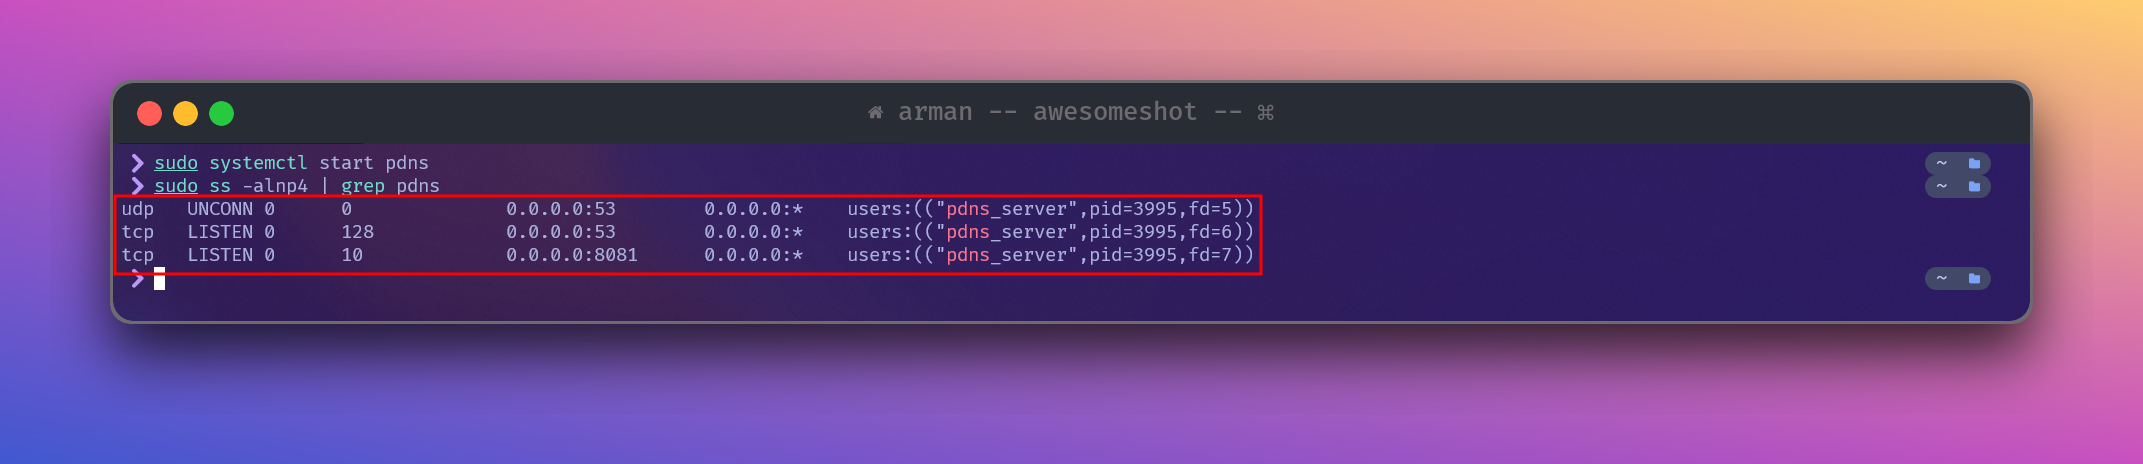 arman -- awesomeshot -- ⌘
❯ sudo systemctl start pdns ~
❯ sudo ss -alnp4 | grep pdns ~
udp UNCONN 0 0 0.0.0.0:53 0.0.0.0:* users:(("pdns_server",pid=3995,fd=5))
tcp LISTEN 0 128 0.0.0.0:53 0.0.0.0:* users:(("pdns_server",pid=3995,fd=6))
tcp LISTEN 0 10 0.0.0.0:8081 0.0.0.0:* users:(("pdns_server",pid=3995,fd=7))
❯ ~